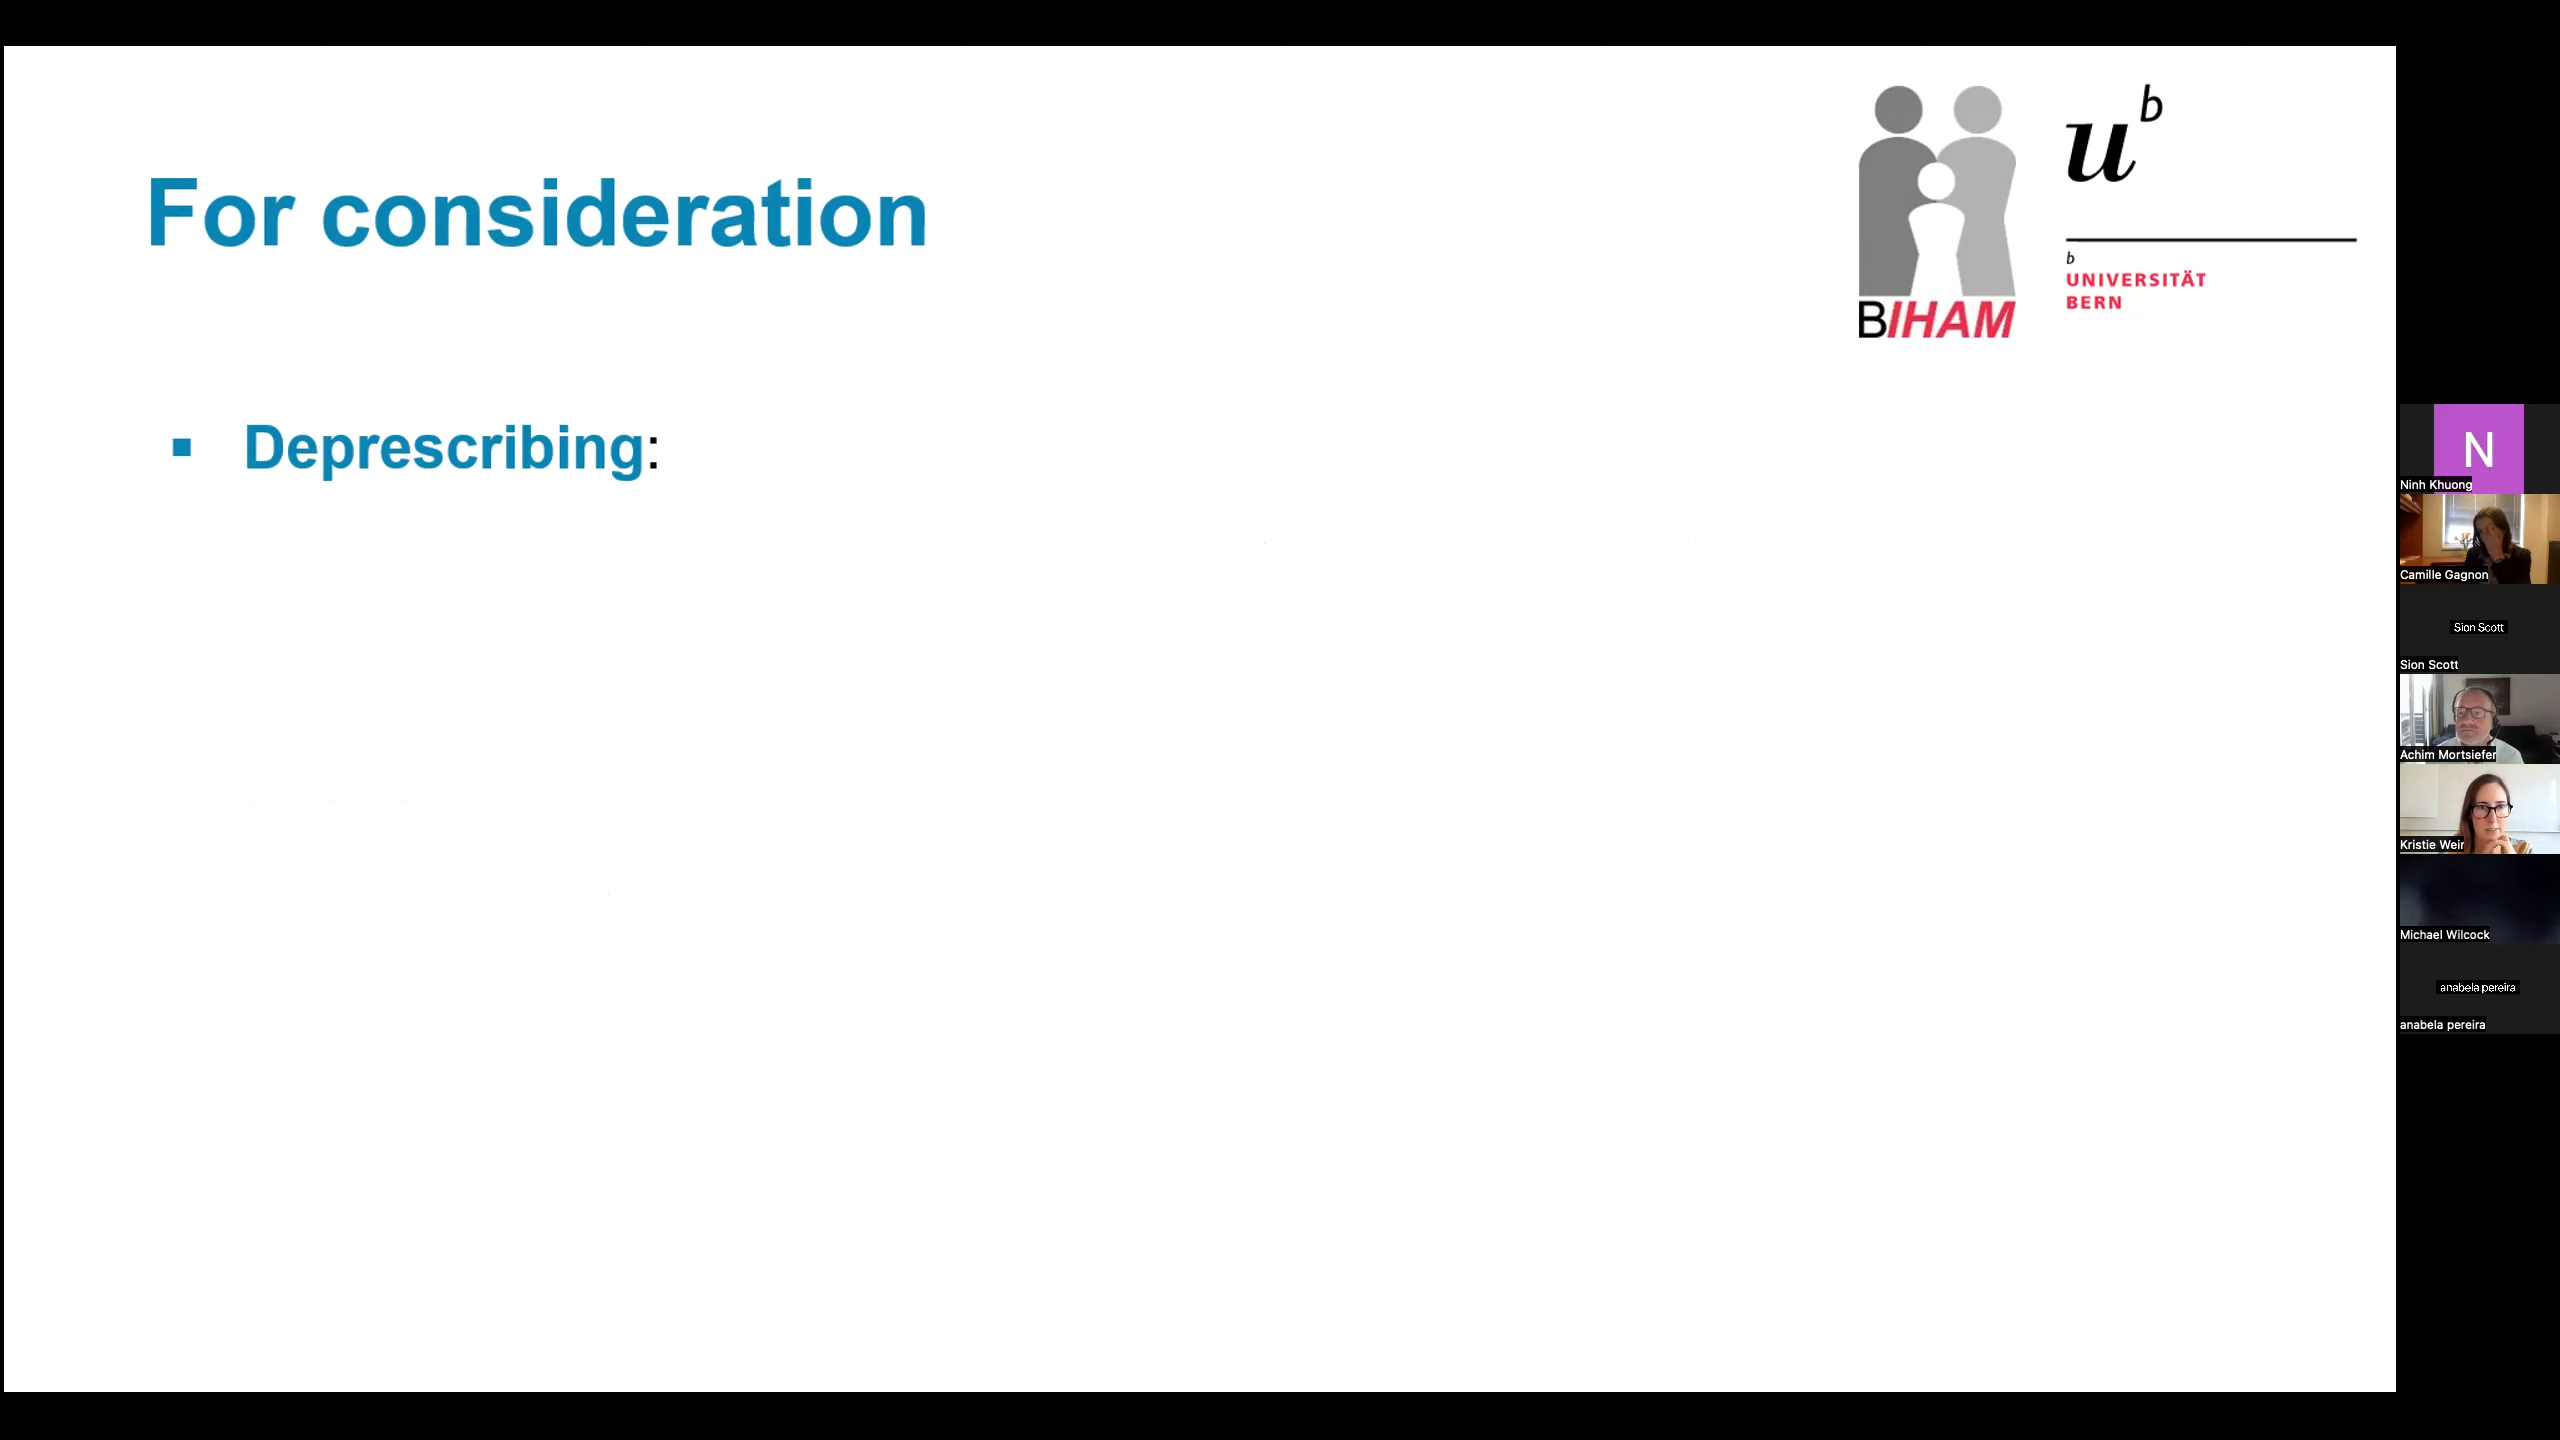 For consideration
▪ Deprescribing:
BIHAM
u b
b
UNIVERSITÄT
BERN
N
Ninh Khuong
Camille Gagnon
Sion Scott
Sion Scott
Achim Mortsiefer
Kristie Weir
Michael Wilcock
anabela pereira
anabela pereira